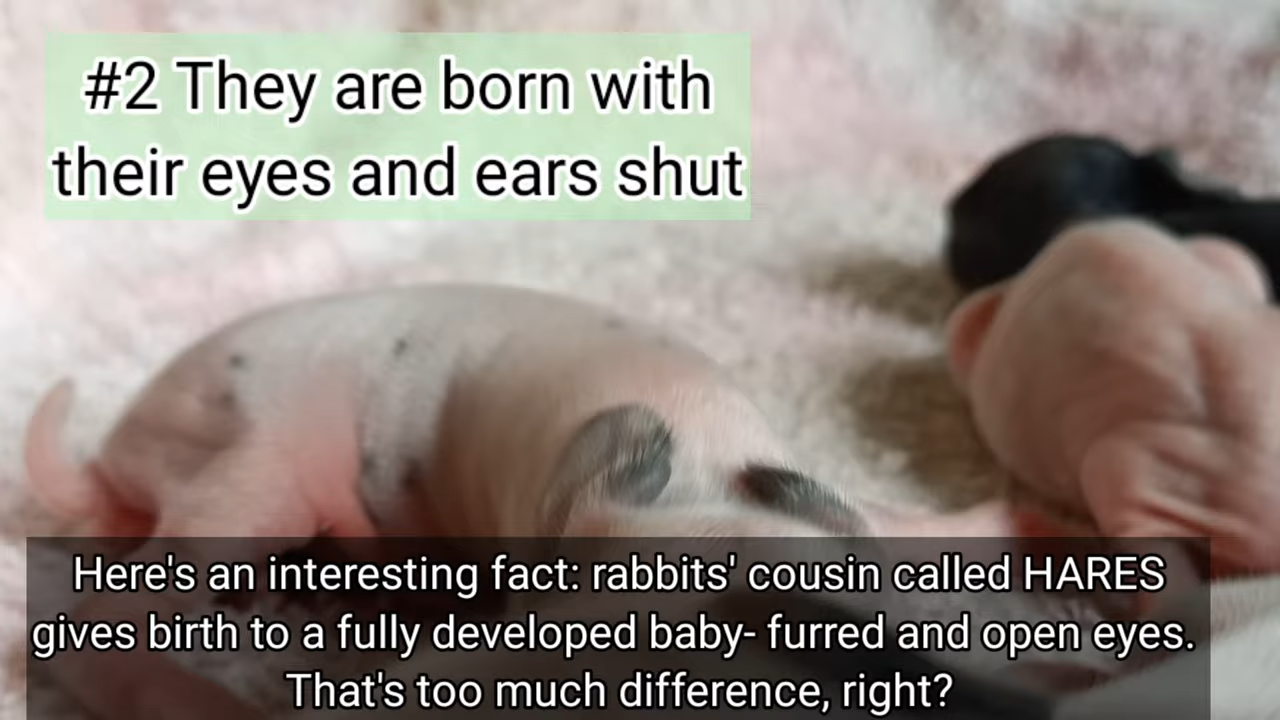 #2 They are born with
their eyes and ears shut
Here's an interesting fact: rabbits' cousin called HARES
gives birth to a fully developed baby- furred and open eyes.
That's too much difference, right?